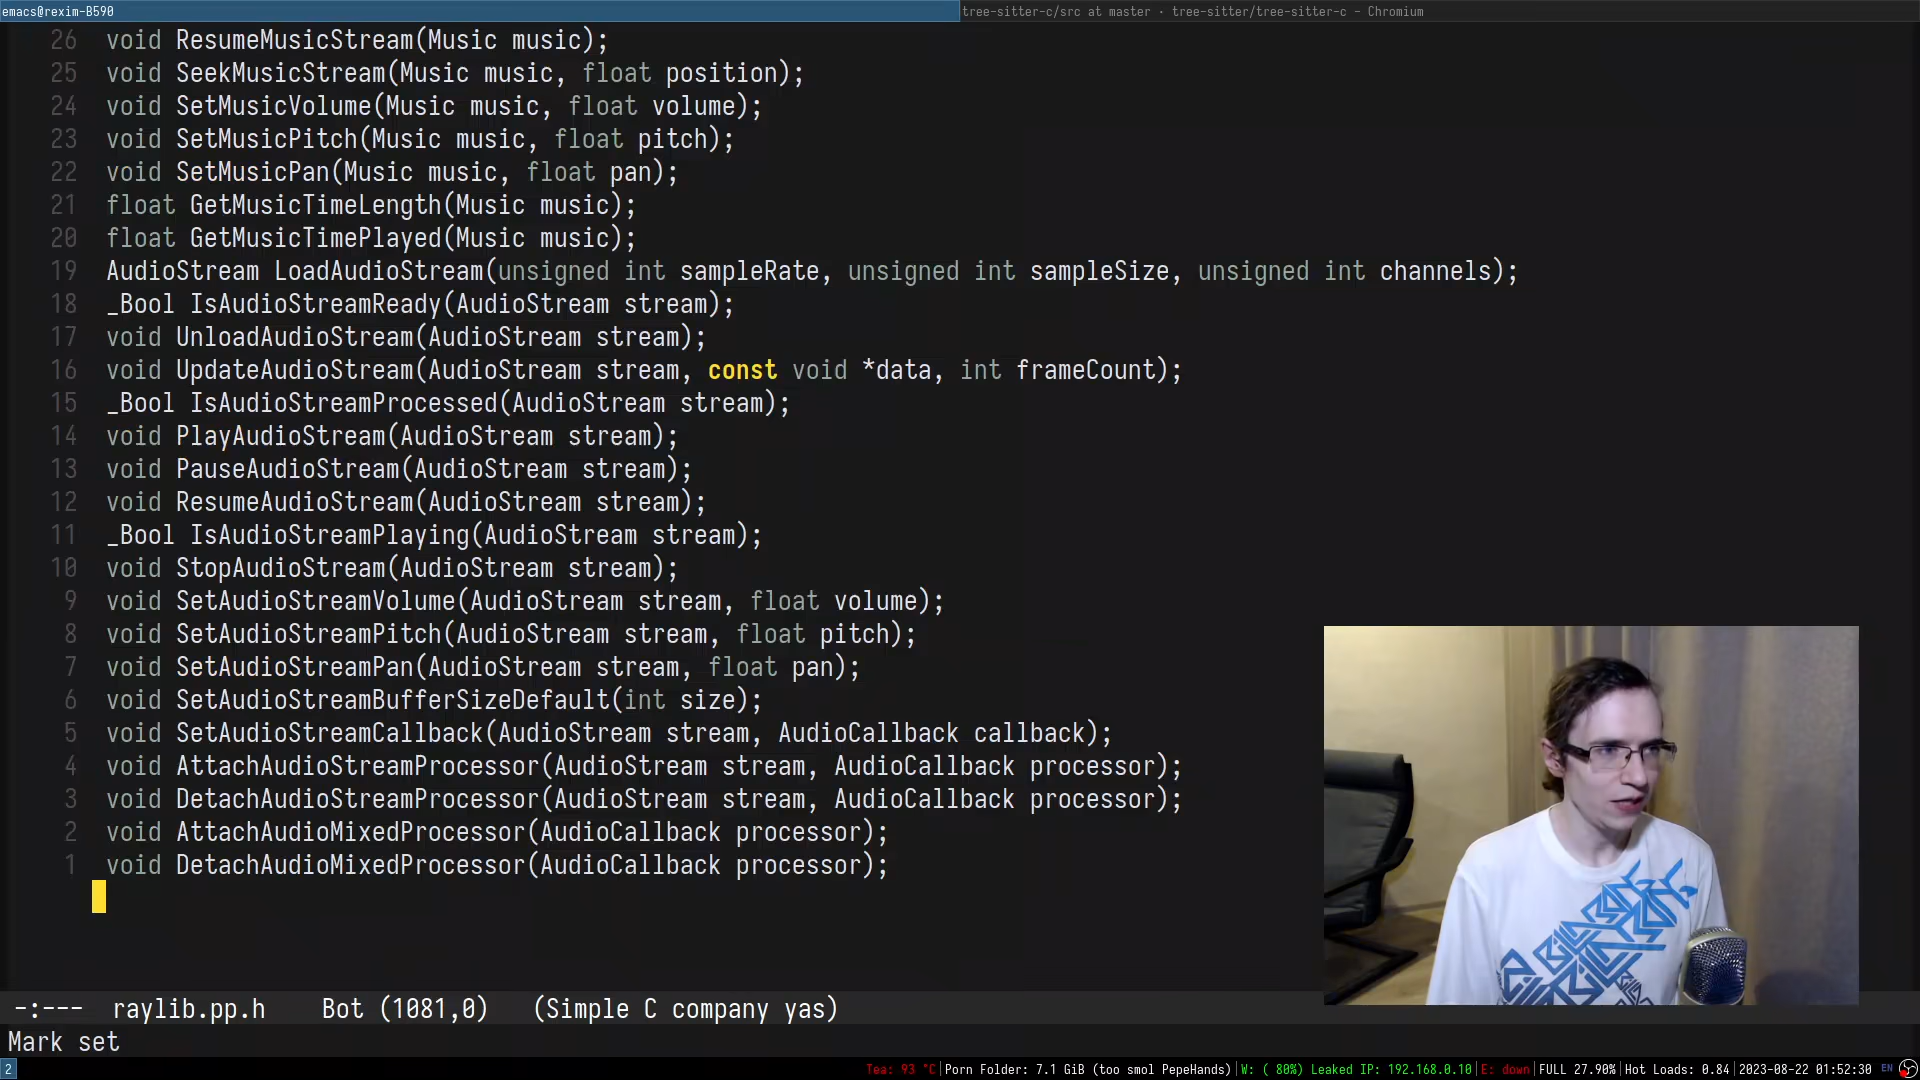 emacs@rexim-B590 tree-sitter-c/src at master · tree-sitter/tree-sitter-c - Chromium
26 void ResumeMusicStream(Music music);
25 void SeekMusicStream(Music music, float position);
24 void SetMusicVolume(Music music, float volume);
23 void SetMusicPitch(Music music, float pitch);
22 void SetMusicPan(Music music, float pan);
21 float GetMusicTimeLength(Music music);
20 float GetMusicTimePlayed(Music music);
19 AudioStream LoadAudioStream(unsigned int sampleRate, unsigned int sampleSize, unsigned int channels);
18 _Bool IsAudioStreamReady(AudioStream stream);
17 void UnloadAudioStream(AudioStream stream);
16 void UpdateAudioStream(AudioStream stream, const void *data, int frameCount);
15 _Bool IsAudioStreamProcessed(AudioStream stream);
14 void PlayAudioStream(AudioStream stream);
13 void PauseAudioStream(AudioStream stream);
12 void ResumeAudioStream(AudioStream stream);
11 _Bool IsAudioStreamPlaying(AudioStream stream);
10 void StopAudioStream(AudioStream stream);
9 void SetAudioStreamVolume(AudioStream stream, float volume);
8 void SetAudioStreamPitch(AudioStream stream, float pitch);
7 void SetAudioStreamPan(AudioStream stream, float pan);
6 void SetAudioStreamBufferSizeDefault(int size);
5 void SetAudioStreamCallback(AudioStream stream, AudioCallback callback);
4 void AttachAudioStreamProcessor(AudioStream stream, AudioCallback processor);
3 void DetachAudioStreamProcessor(AudioStream stream, AudioCallback processor);
2 void AttachAudioMixedProcessor(AudioCallback processor);
1 void DetachAudioMixedProcessor(AudioCallback processor);
-:--- raylib.pp.h Bot (1081,0) (Simple C company yas)
Mark set
2 Tea: 93 °C|Porn Folder: 7.1 GiB (too smol PepeHands)|W: ( 80%) Leaked IP: 192.168.0.10|E: down|FULL 27.90%|Hot Loads: 0.84|2023-08-22 01:52:30 EN